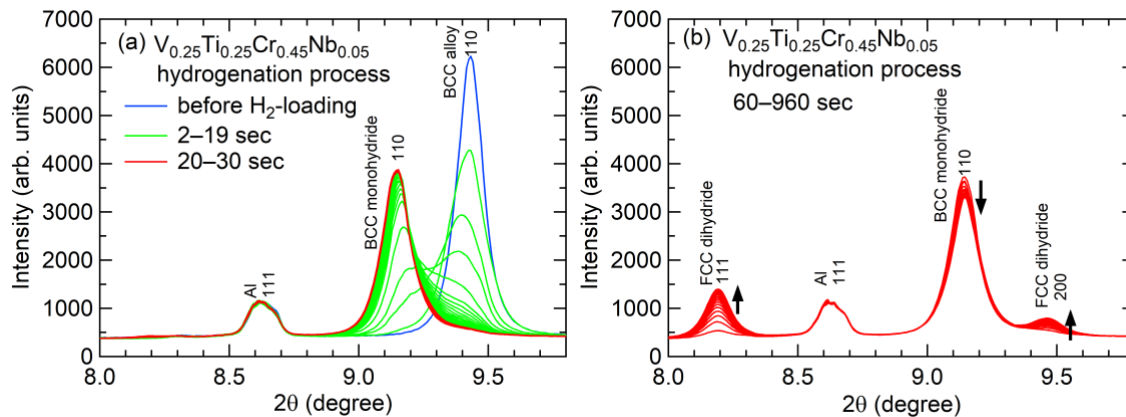 (a) V0.25Ti0.25Cr0.45Nb0.05
hydrogenation process
before H2-loading
2–19 sec
20–30 sec
BCC alloy
110
BCC monohydride
110
Al
111
7000
6000
5000
4000
3000
2000
1000
0
Intensity (arb. units)
8.0 8.5 9.0 9.5
2θ (degree)
(b) V0.25Ti0.25Cr0.45Nb0.05
hydrogenation process
60–960 sec
FCC dihydride
111
Al
111
BCC monohydride
110
FCC dihydride
200
7000
6000
5000
4000
3000
2000
1000
0
Intensity (arb. units)
8.0 8.5 9.0 9.5
2θ (degree)